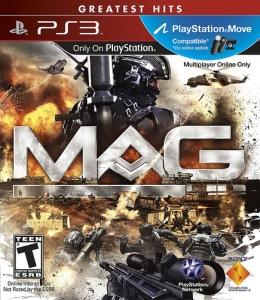 GREATEST HITS
PS3
Only On PlayStation.
PlayStation®Move
Compatible*
*Via online update
Multiplayer Online Only
MAG
TEEN
T
ESRB
Online Interactions
Not Rated by the ESRB
PlayStation
Network
SONY